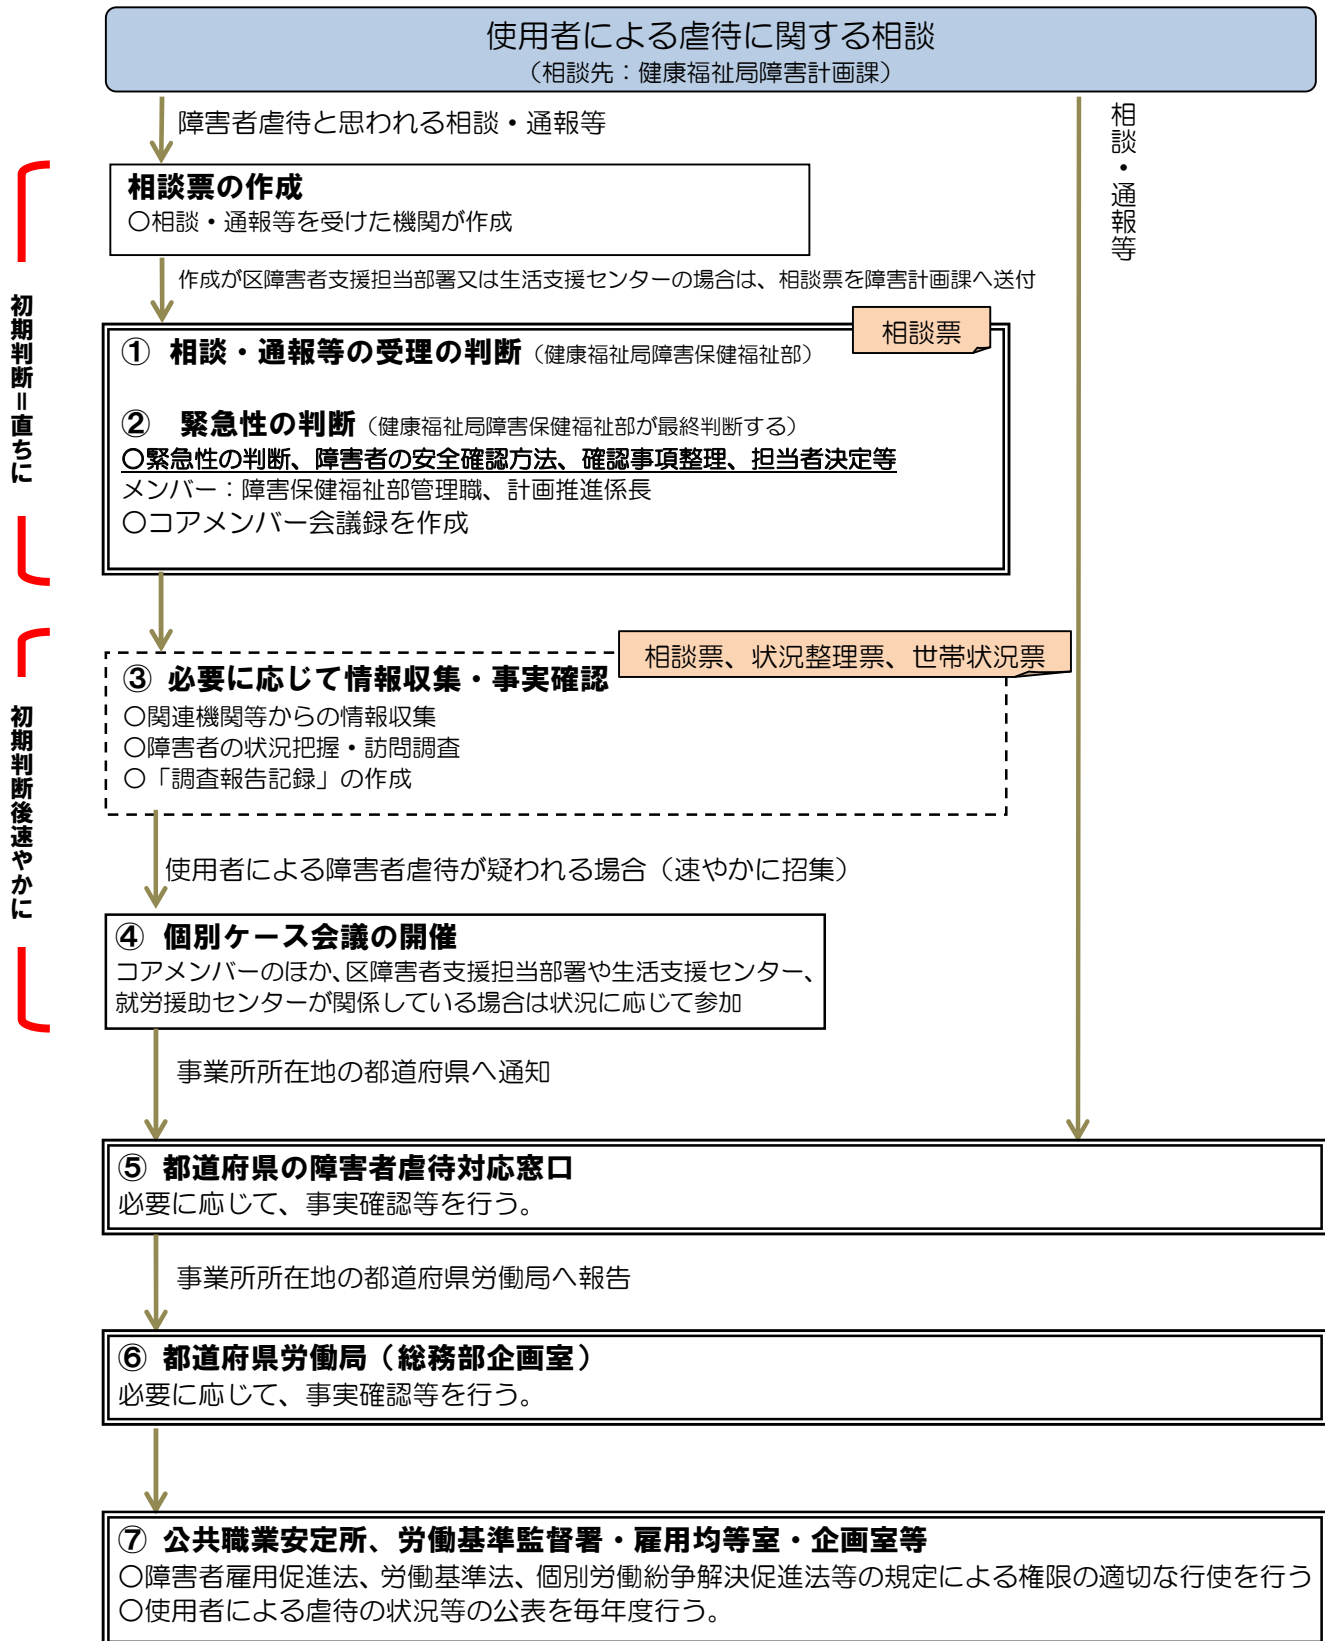 使用者による虐待に関する相談
（相談先：健康福祉局障害計画課）
障害者虐待と思われる相談・通報等
相談・通報等
相談票の作成
〇相談・通報等を受けた機関が作成
作成が区障害者支援担当部署又は生活支援センターの場合は、相談票を障害計画課へ送付
初期判断＝直ちに
相談票
① 相談・通報等の受理の判断（健康福祉局障害保健福祉部）
② 緊急性の判断（健康福祉局障害保健福祉部が最終判断する）
〇緊急性の判断、障害者の安全確認方法、確認事項整理、担当者決定等
メンバー：障害保健福祉部管理職、計画推進係長
〇コアメンバー会議録を作成
初期判断後速やかに
相談票、状況整理票、世帯状況票
③ 必要に応じて情報収集・事実確認
〇関連機関等からの情報収集
〇障害者の状況把握・訪問調査
〇「調査報告記録」の作成
使用者による障害者虐待が疑われる場合（速やかに招集）
④ 個別ケース会議の開催
コアメンバーのほか、区障害者支援担当部署や生活支援センター、
就労援助センターが関係している場合は状況に応じて参加
事業所所在地の都道府県へ通知
⑤ 都道府県の障害者虐待対応窓口
必要に応じて、事実確認等を行う。
事業所所在地の都道府県労働局へ報告
⑥ 都道府県労働局（総務部企画室）
必要に応じて、事実確認等を行う。
⑦ 公共職業安定所、労働基準監督署・雇用均等室・企画室等
〇障害者雇用促進法、労働基準法、個別労働紛争解決促進法等の規定による権限の適切な行使を行う
〇使用者による虐待の状況等の公表を毎年度行う。